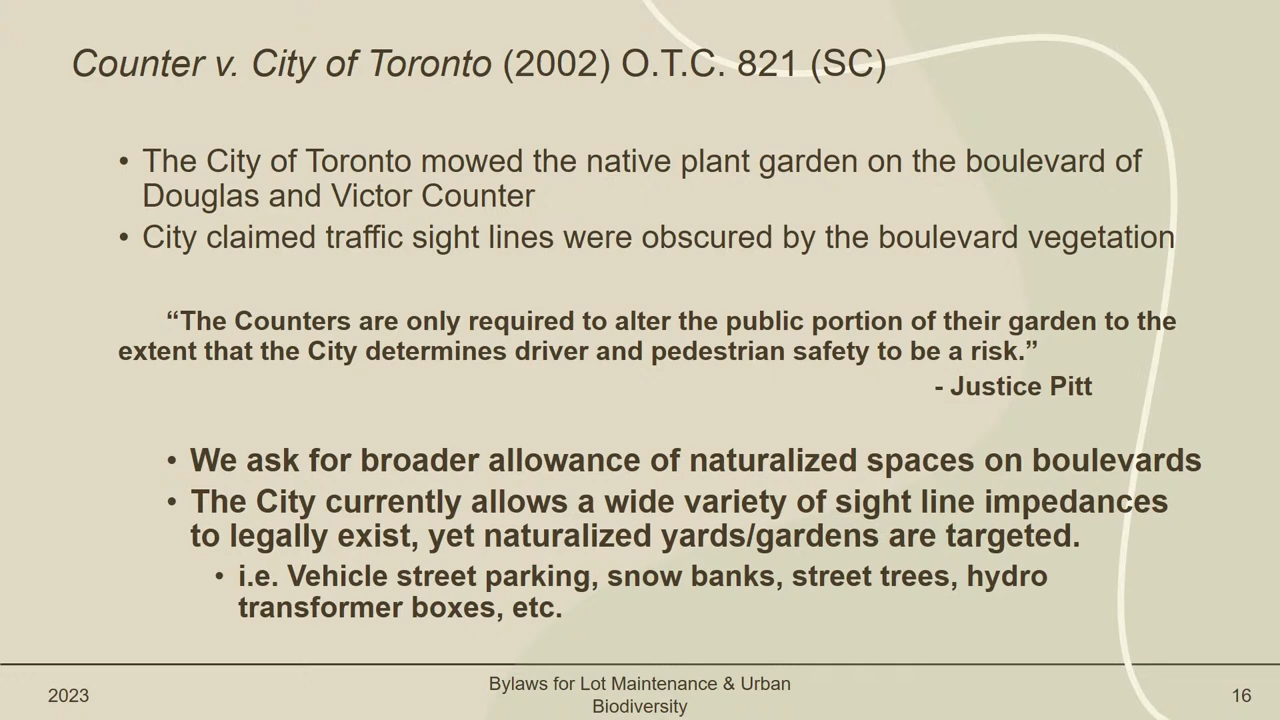 Counter v. City of Toronto (2002) O.T.C. 821 (SC)
• The City of Toronto mowed the native plant garden on the boulevard of
Douglas and Victor Counter
• City claimed traffic sight lines were obscured by the boulevard vegetation
“The Counters are only required to alter the public portion of their garden to the
extent that the City determines driver and pedestrian safety to be a risk.”
- Justice Pitt
• We ask for broader allowance of naturalized spaces on boulevards
• The City currently allows a wide variety of sight line impedances
to legally exist, yet naturalized yards/gardens are targeted.
• i.e. Vehicle street parking, snow banks, street trees, hydro
transformer boxes, etc.
2023
Bylaws for Lot Maintenance & Urban
Biodiversity
16